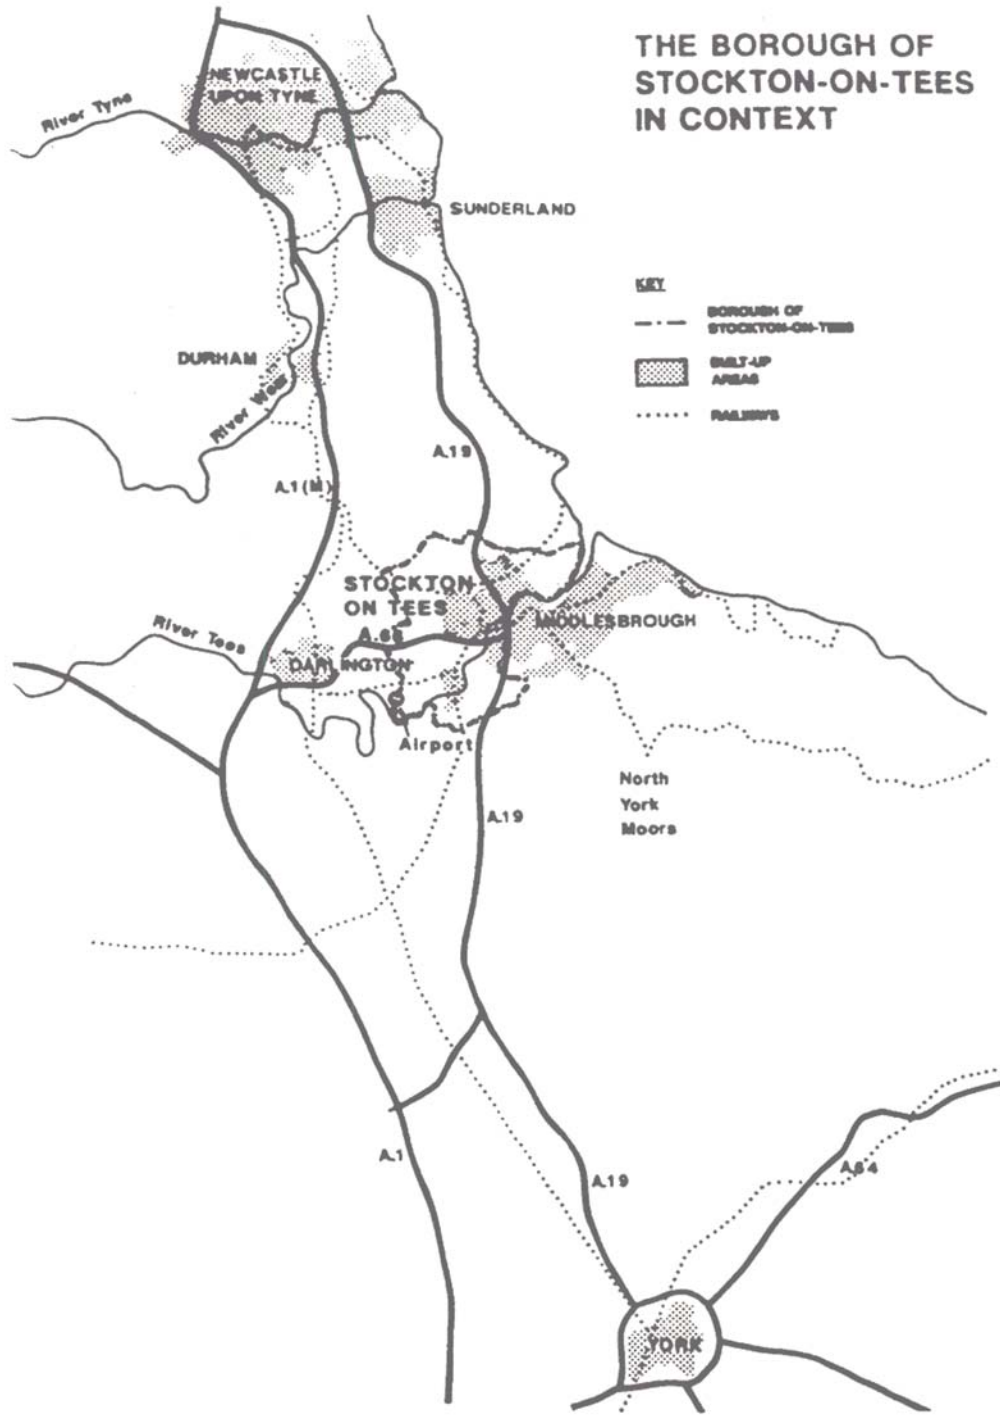 THE BOROUGH OF
STOCKTON-ON-TEES
IN CONTEXT
NEWCASTLE
UPON TYNE
River Tyne
SUNDERLAND
KEY
BOROUGH OF
STOCKTON-ON-TEES
BUILT-UP
AREAS
RAILWAYS
DURHAM
River Wear
A.19
A.1(M)
STOCKTON
ON TEES
River Tees
A.66
MIDDLESBROUGH
DARLINGTON
Airport
North
York
Moors
A.19
A.1
A.19
A.64
YORK